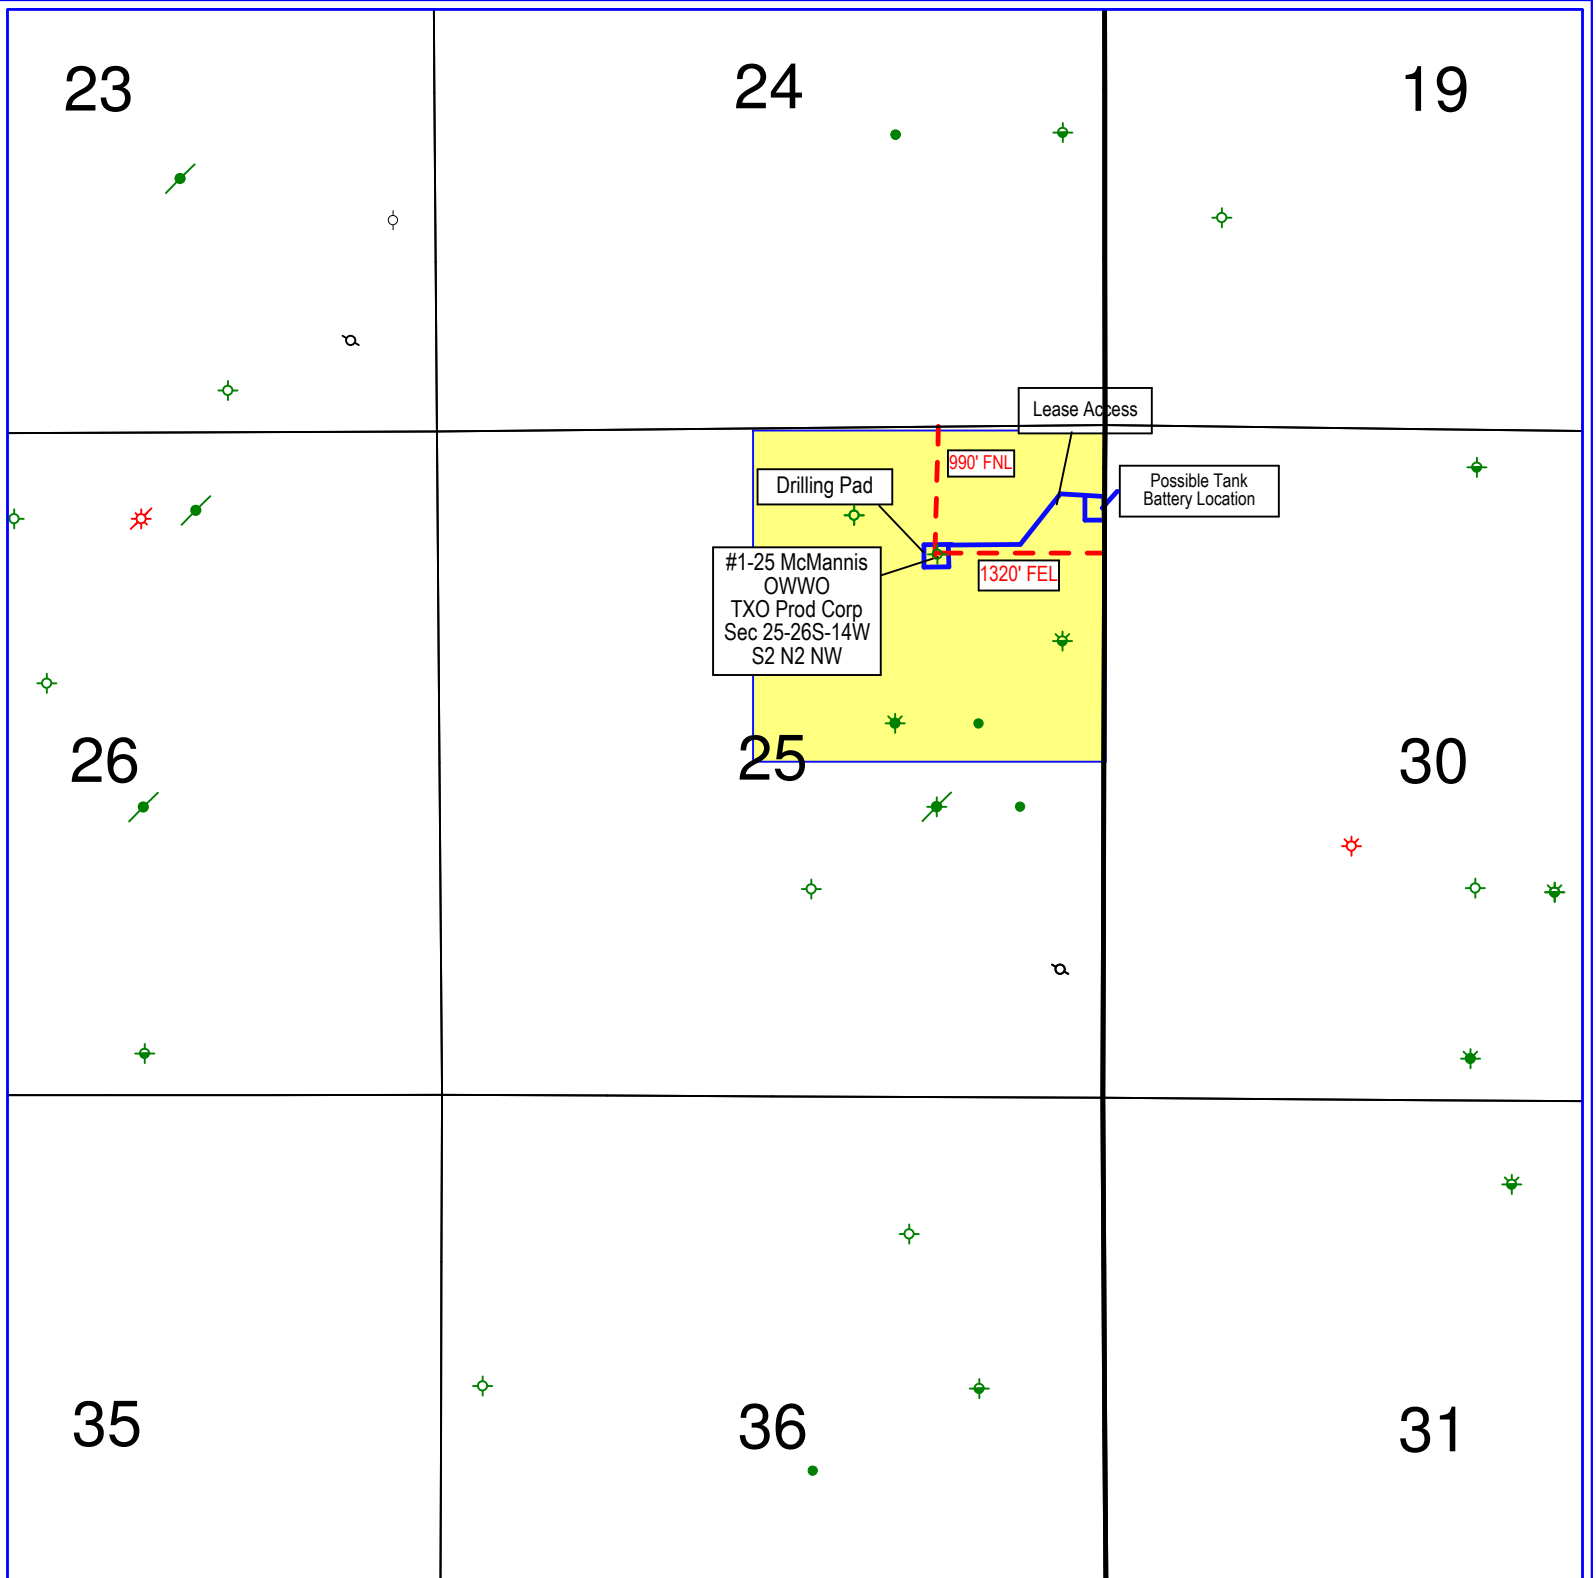 23
24
19
Lease Access
990' FNL
Drilling Pad
Possible Tank
Battery Location
#1-25 McMannis
OWWO
TXO Prod Corp
Sec 25-26S-14W
S2 N2 NW
1320' FEL
26
25
30
35
36
31